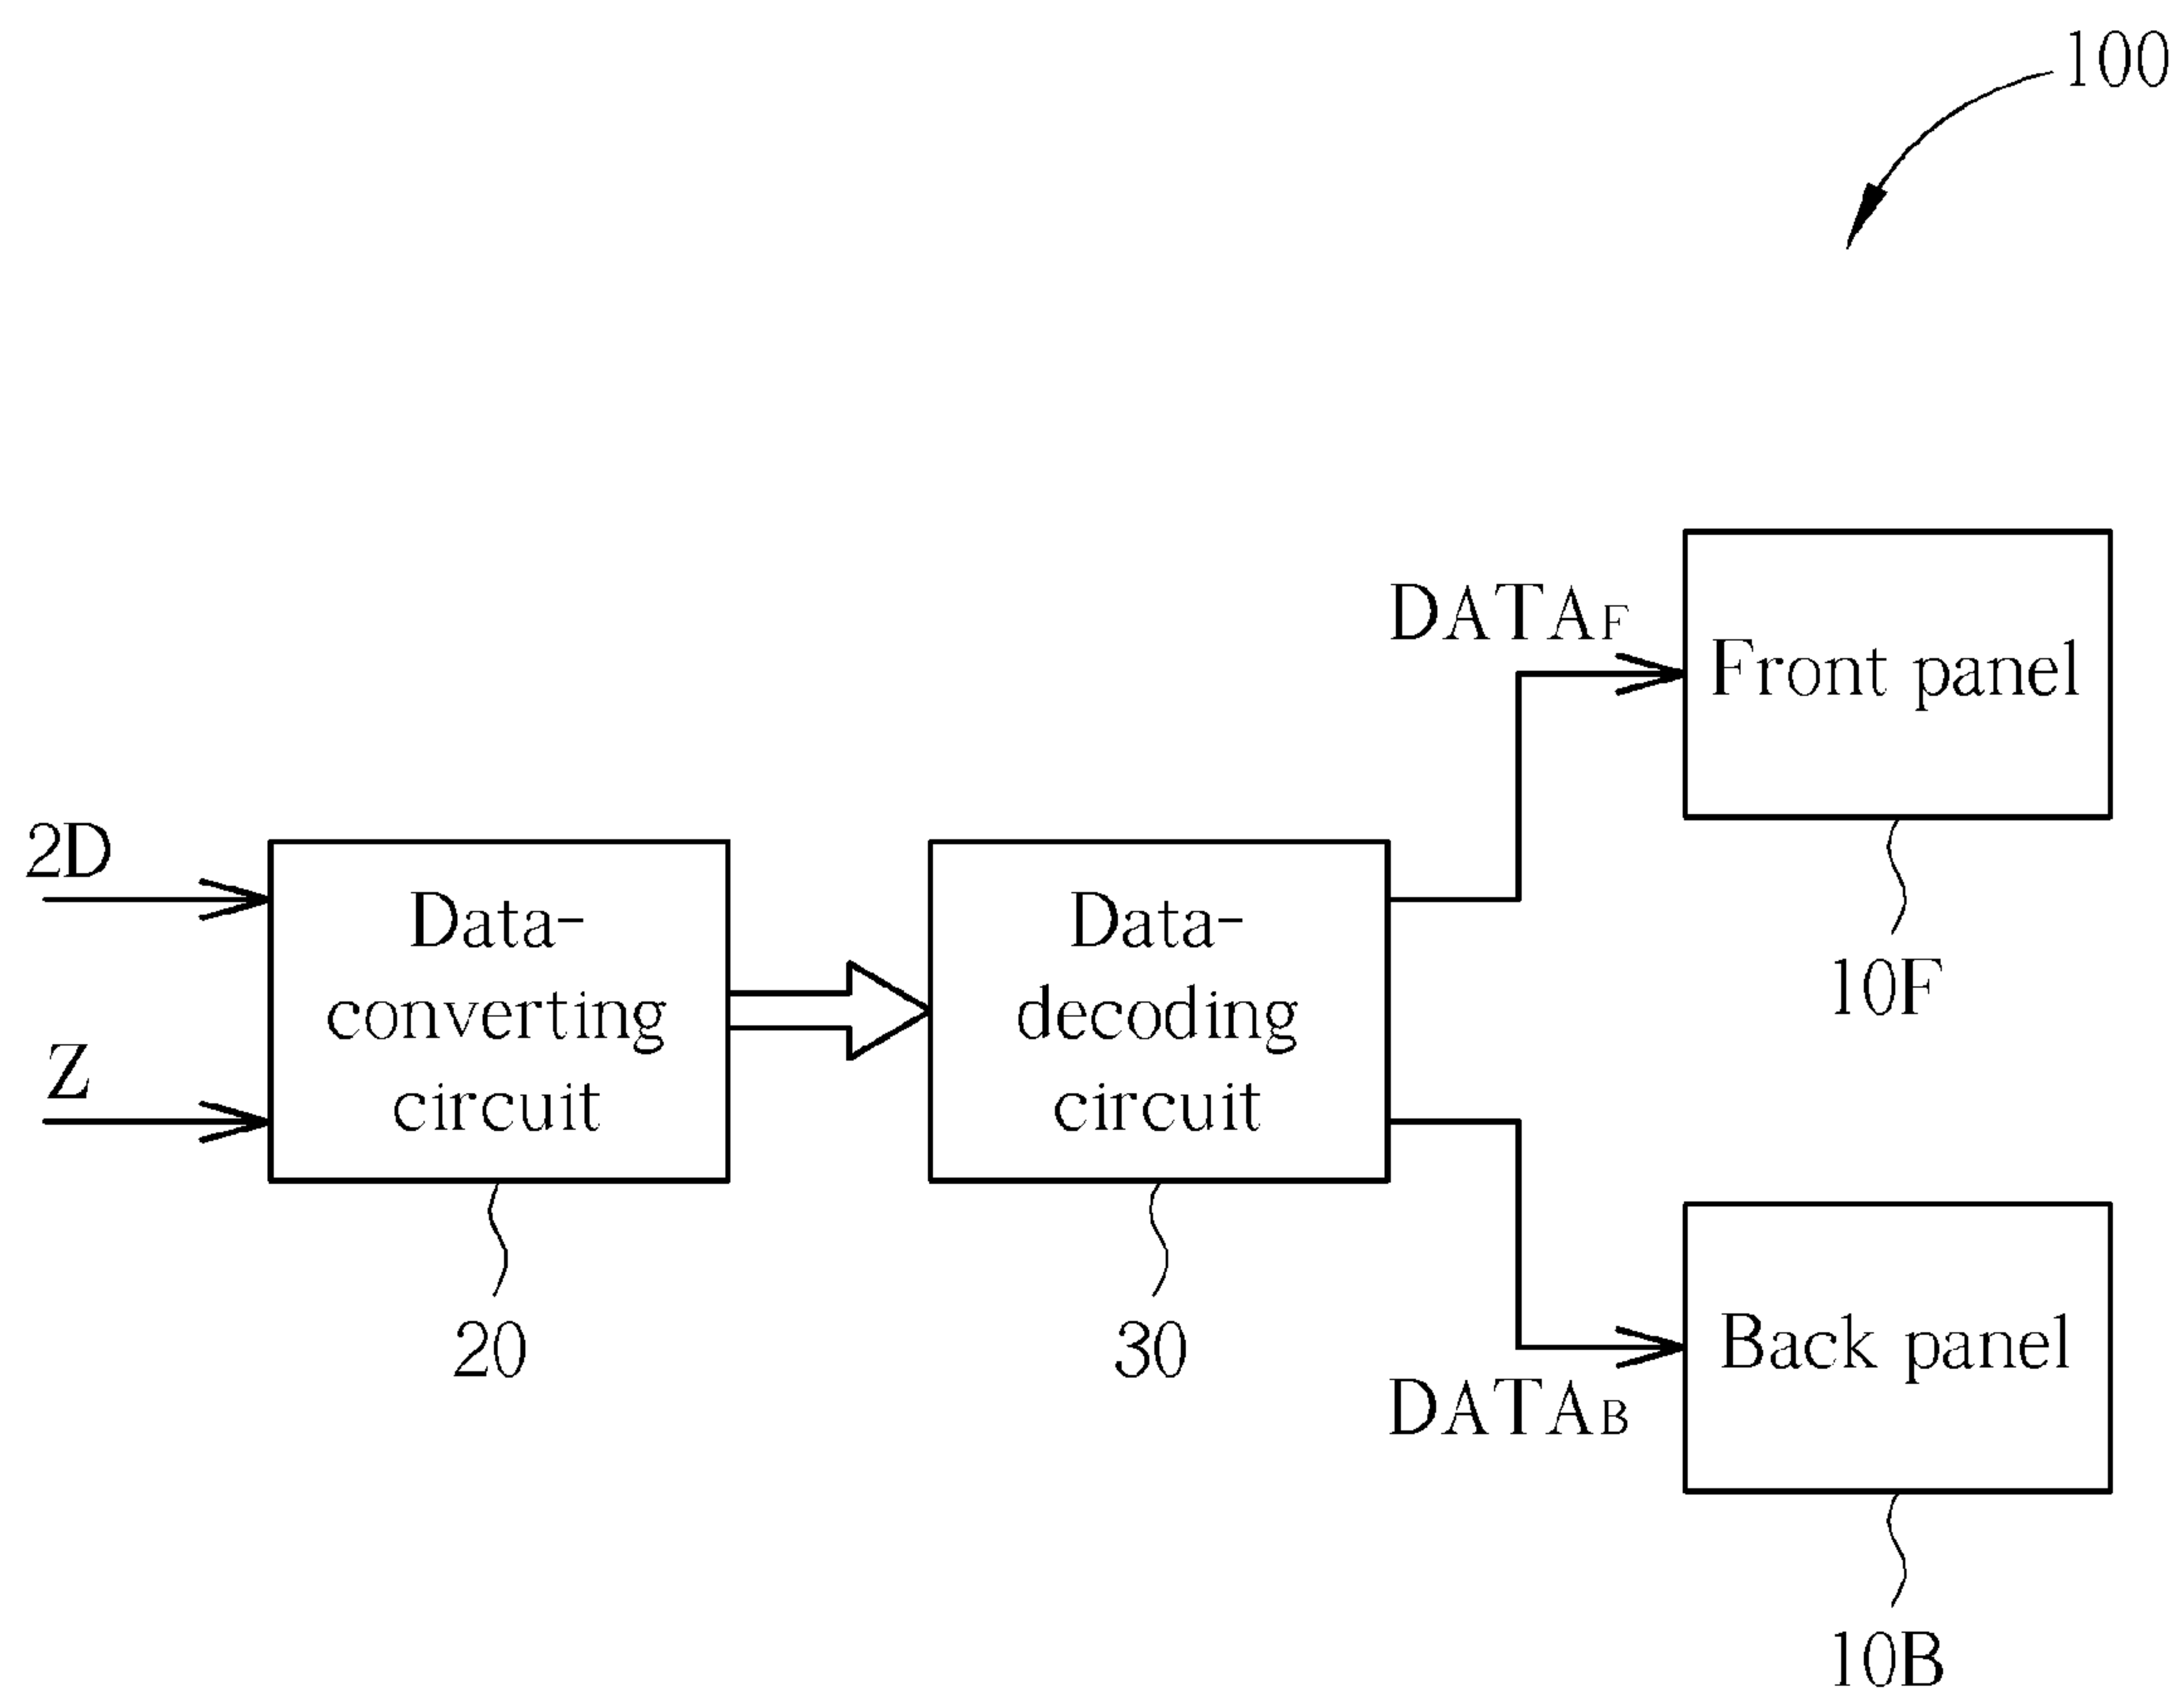 100
DATAF
Front panel
10F
2D
Z
Data-
converting
circuit
20
Data-
decoding
circuit
30
DATAB
Back panel
10B